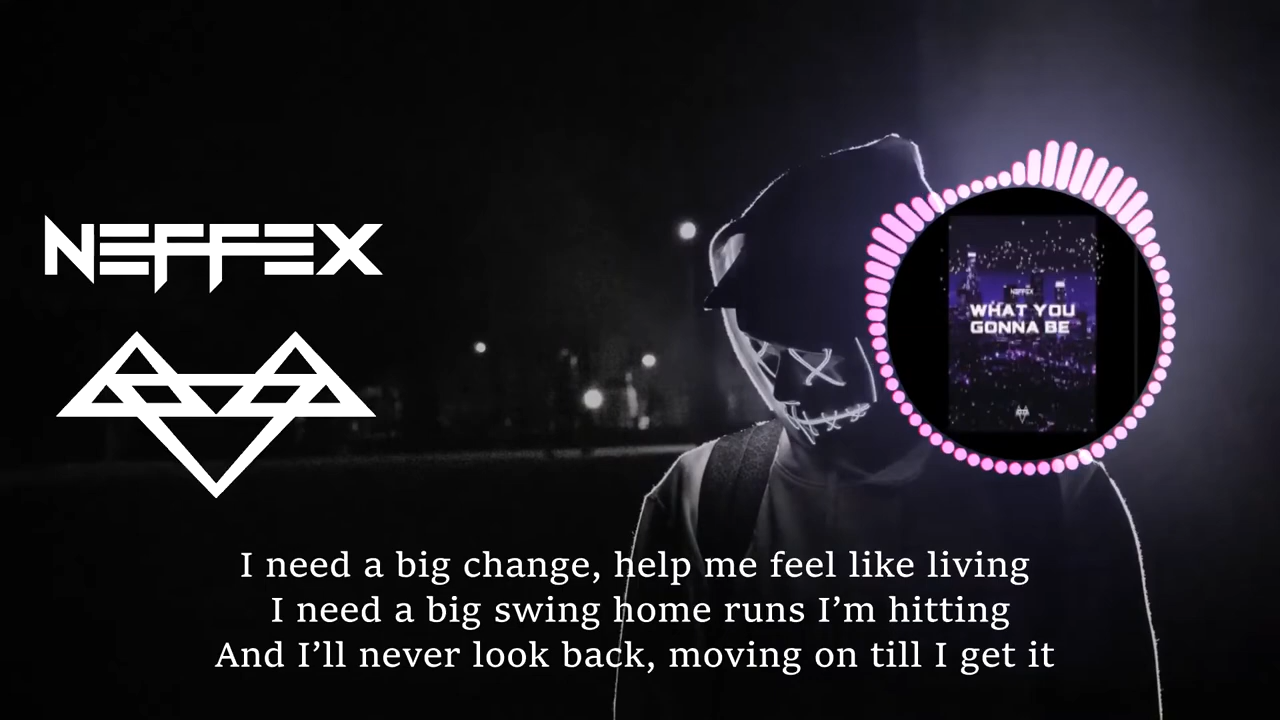 NEFFEX
NEFFEX
WHAT YOU
GONNA BE
I need a big change, help me feel like living
I need a big swing home runs I’m hitting
And I’ll never look back, moving on till I get it